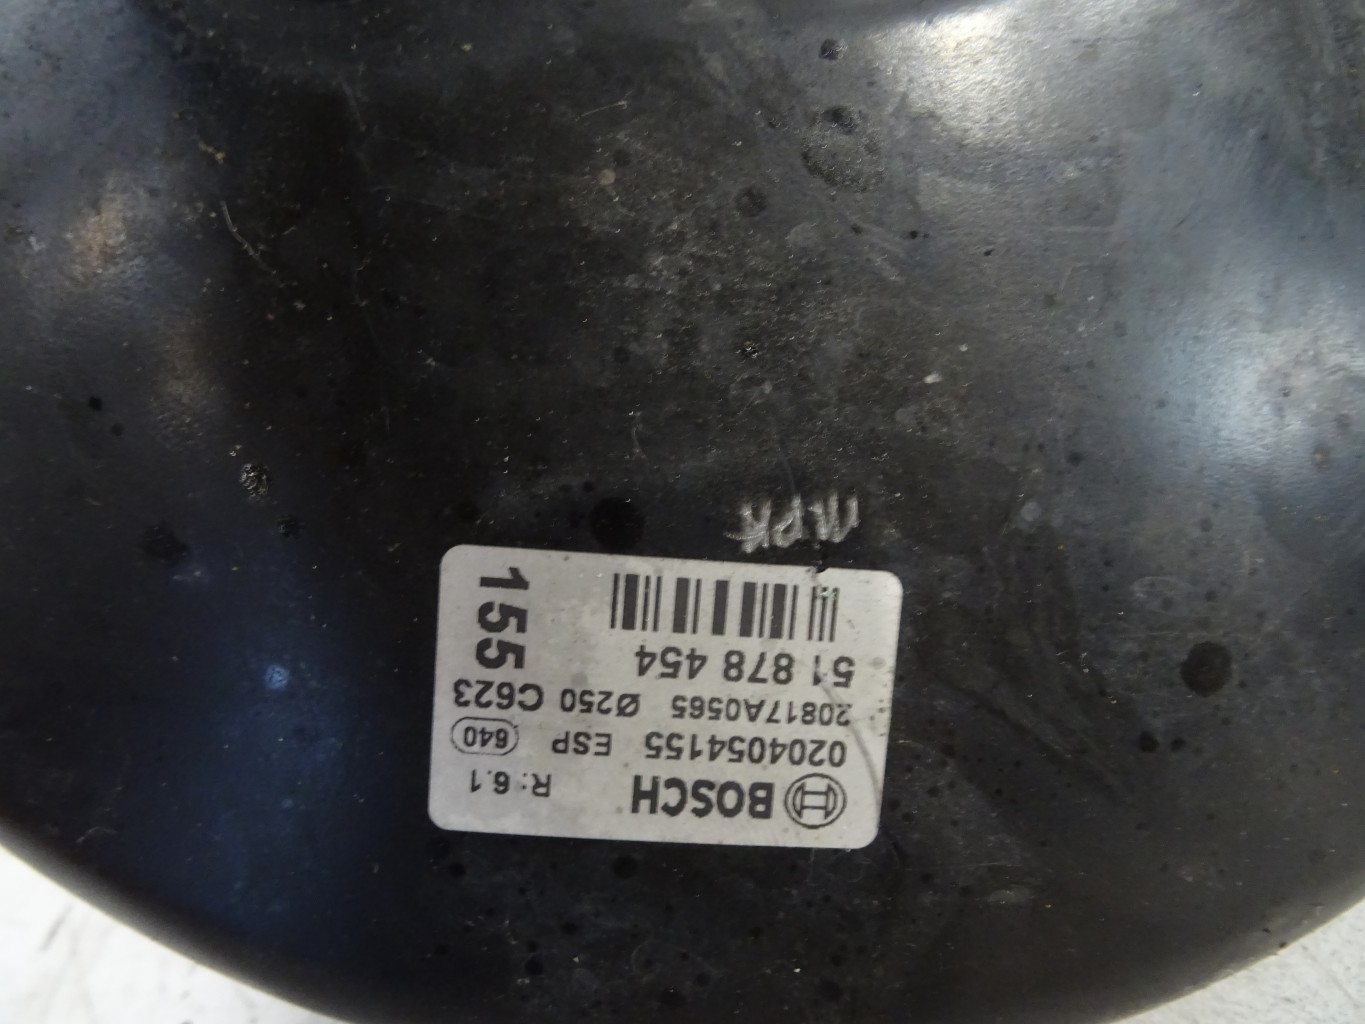 BOSCH R: 6.1
0204054155 ESP 640
20817A0565 Ø250 C623
51 878 454
155